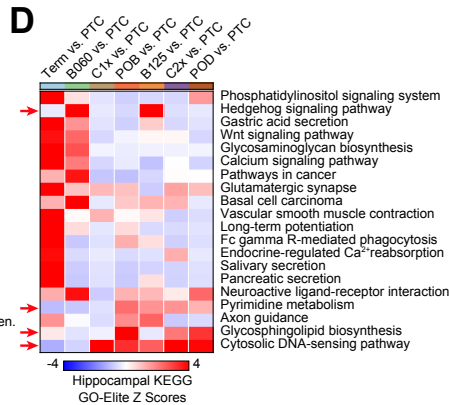 D
Term vs. PTC
B060 vs. PTC
C1x vs. PTC
POB vs. PTC
B125 vs. PTC
C2x vs. PTC
POD vs. PTC
Phosphatidylinositol signaling system
Hedgehog signaling pathway
Gastric acid secretion
Wnt signaling pathway
Glycosaminoglycan biosynthesis
Calcium signaling pathway
Pathways in cancer
Glutamatergic synapse
Basal cell carcinoma
Vascular smooth muscle contraction
Long-term potentiation
Fc gamma R-mediated phagocytosis
Endocrine-regulated Ca²⁺reabsorption
Salivary secretion
Pancreatic secretion
Neuroactive ligand-receptor interaction
Pyrimidine metabolism
en.
Axon guidance
Glycosphingolipid biosynthesis
Cytosolic DNA-sensing pathway
-4 4
Hippocampal KEGG
GO-Elite Z Scores